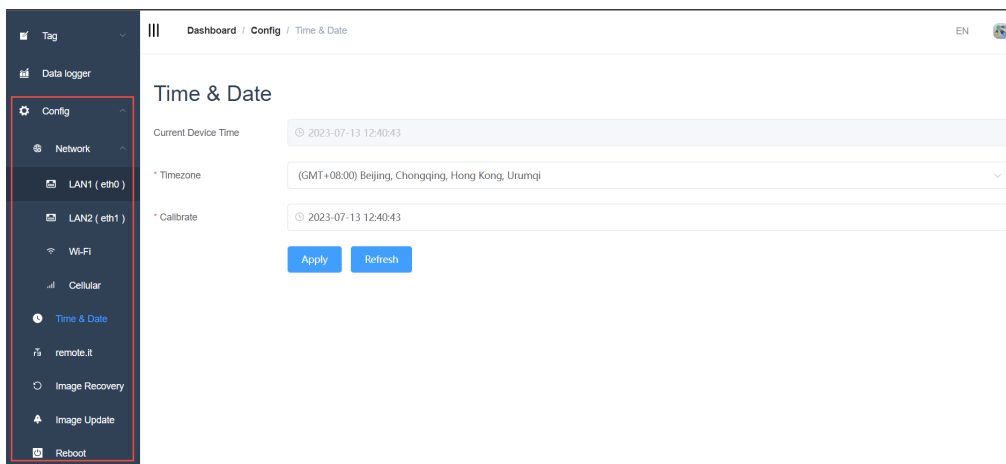 Tag
Dashboard / Config / Time & Date
EN
Data logger
Time & Date
Config
Current Device Time
2023-07-13 12:40:43
Network
* Timezone
(GMT+08:00) Beijing, Chongqing, Hong Kong, Urumqi
LAN1 ( eth0 )
* Calibrate
2023-07-13 12:40:43
LAN2 ( eth1 )
Wi-Fi
Apply
Refresh
Cellular
Time & Date
remote.it
Image Recovery
Image Update
Reboot